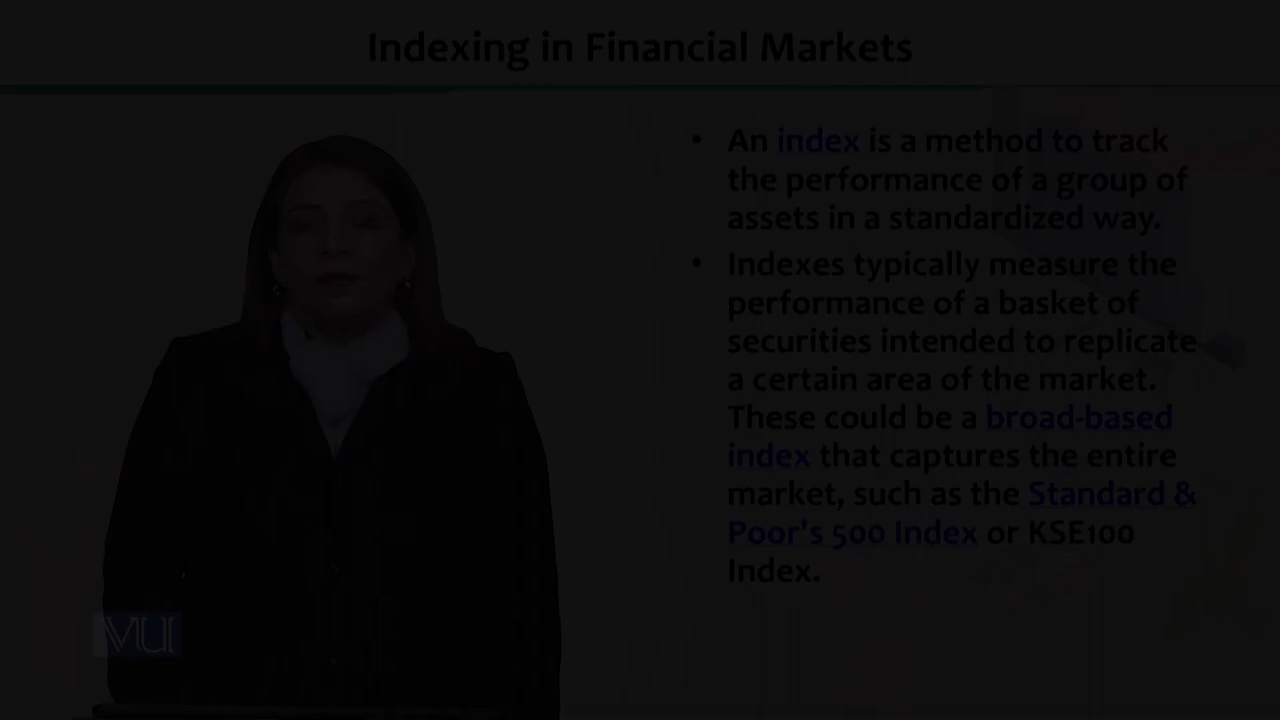 Indexing in Financial Markets
• An index is a method to track
the performance of a group of
assets in a standardized way.
• Indexes typically measure the
performance of a basket of
securities intended to replicate
a certain area of the market.
These could be a broad-based
index that captures the entire
market, such as the Standard &
Poor's 500 Index or KSE100
Index.
VU